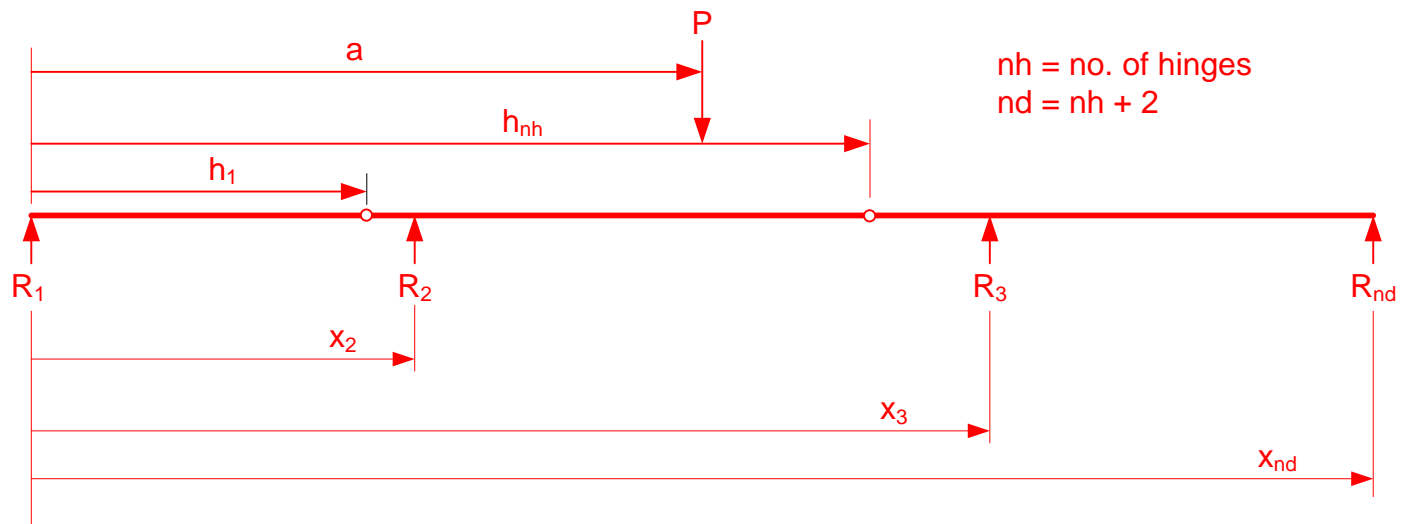 P
a
nh = no. of hinges
nd = nh + 2
hnh
h1
R1
R2
R3
Rnd
x2
x3
xnd